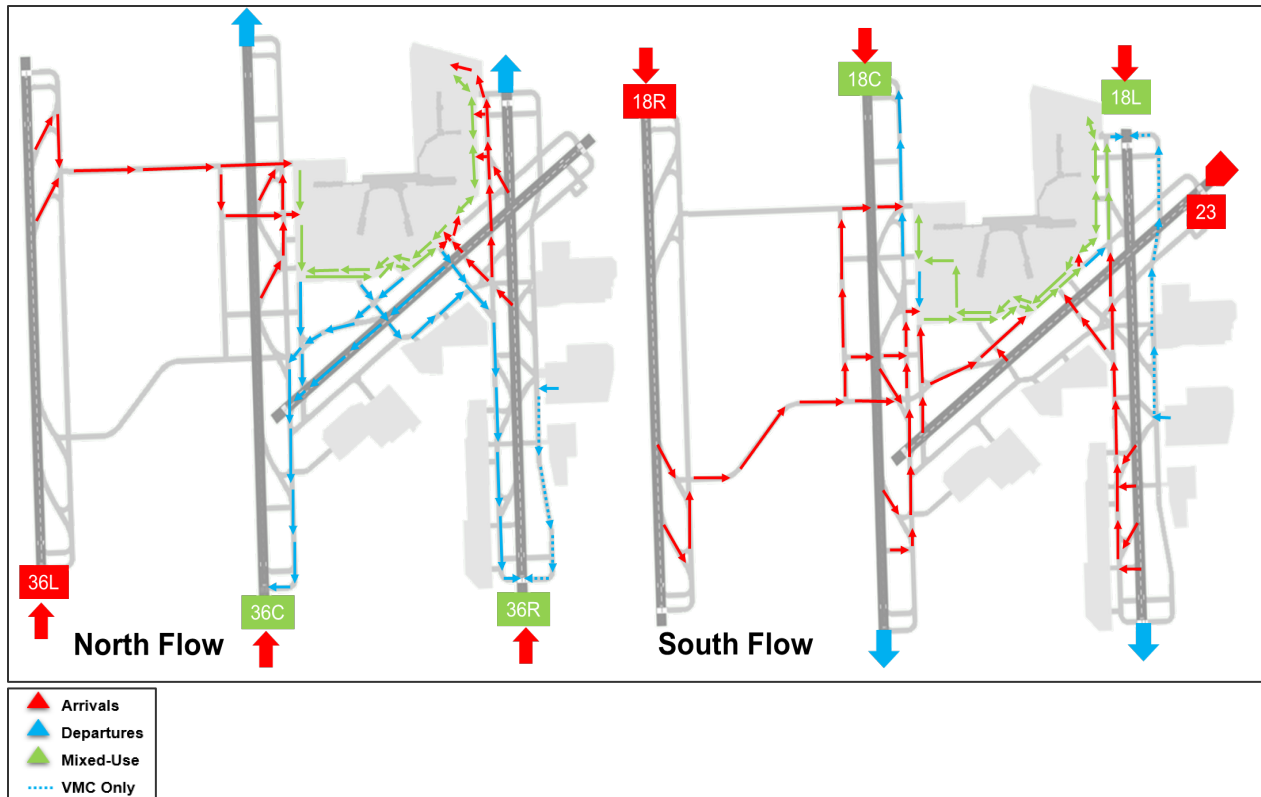 18C
18L
18R
23
36L
36C
36R
North Flow
South Flow
Arrivals
Departures
Mixed-Use
VMC Only